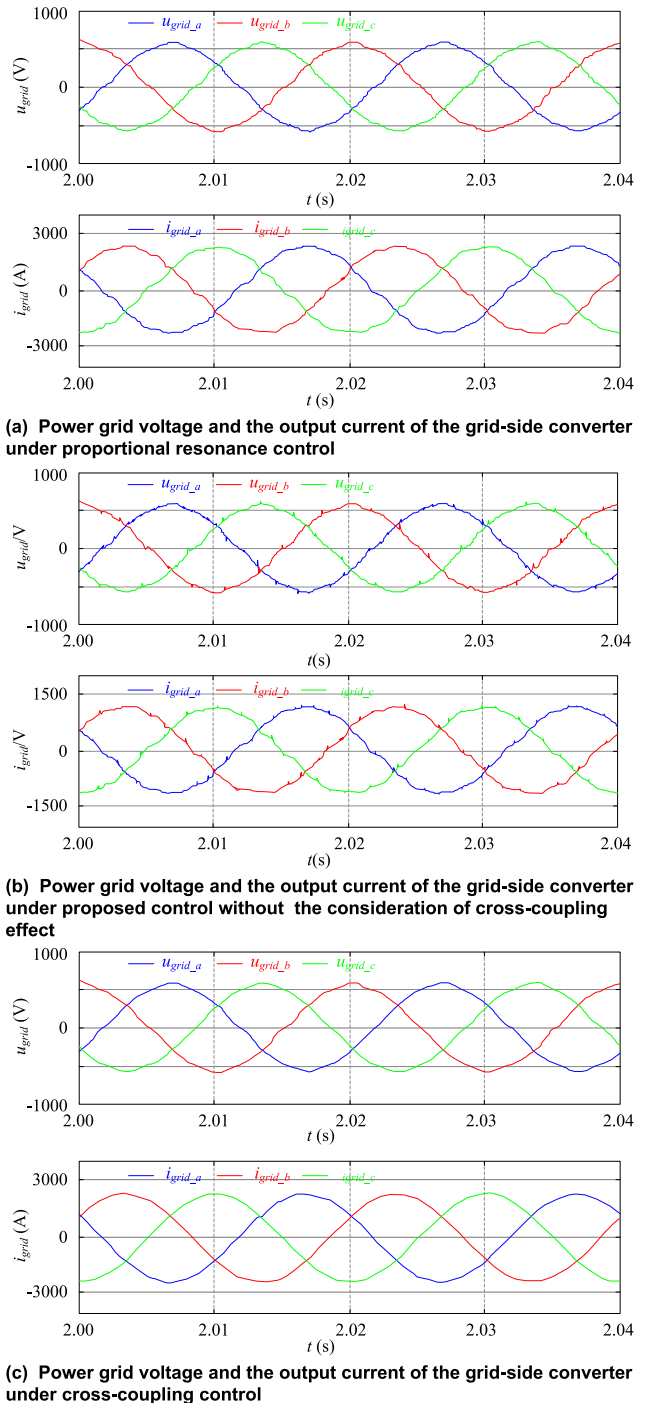 1000
u_grid_a u_grid_b u_grid_c
u_grid (V)
0
-1000
2.00 2.01 2.02 2.03 2.04
t (s)
3000
i_grid_a i_grid_b igrid_c
i_grid (A)
0
-3000
2.00 2.01 2.02 2.03 2.04
t (s)
(a) Power grid voltage and the output current of the grid-side converter
under proportional resonance control
1000
u_grid_a u_grid_b u_grid_c
u_grid/V
0
-1000
2.00 2.01 2.02 2.03 2.04
t(s)
1500
i_grid_a i_grid_b igrid_c
i_grid/V
0
-1500
2.00 2.01 2.02 2.03 2.04
t(s)
(b) Power grid voltage and the output current of the grid-side converter
under proposed control without the consideration of cross-coupling
effect
1000
u_grid_a u_grid_b u_grid_c
u_grid (V)
0
-1000
2.00 2.01 2.02 2.03 2.04
t (s)
3000
i_grid_a i_grid_b igrid_c
i_grid (A)
0
-3000
2.00 2.01 2.02 2.03 2.04
t (s)
(c) Power grid voltage and the output current of the grid-side converter
under cross-coupling control